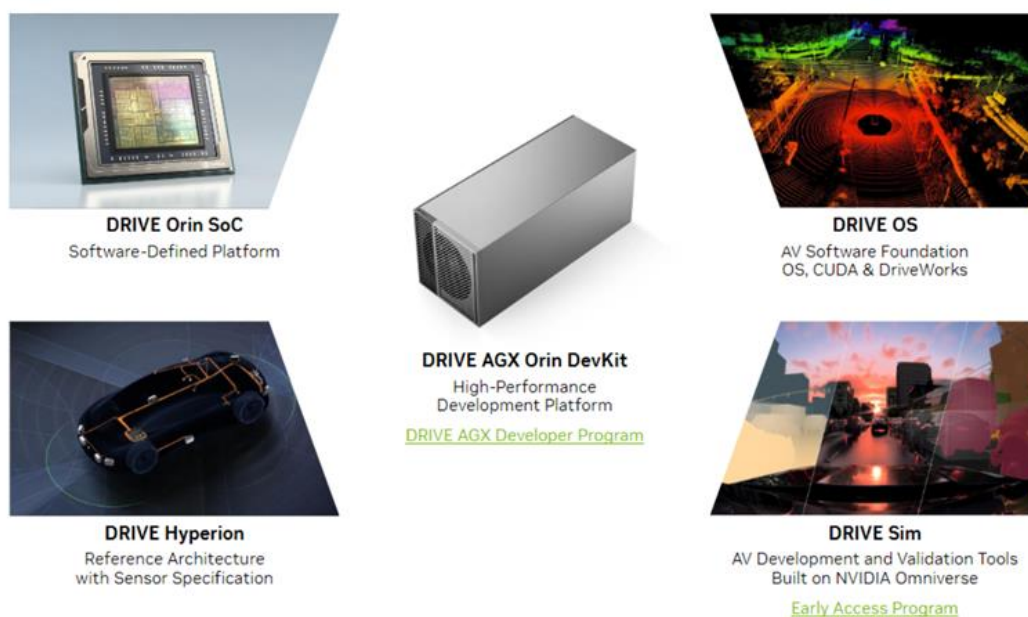 DRIVE Orin SoC
Software-Defined Platform
DRIVE Hyperion
Reference Architecture
with Sensor Specification
DRIVE AGX Orin DevKit
High-Performance
Development Platform
DRIVE AGX Developer Program
DRIVE OS
AV Software Foundation
OS, CUDA & DriveWorks
DRIVE Sim
AV Development and Validation Tools
Built on NVIDIA Omniverse
Early Access Program